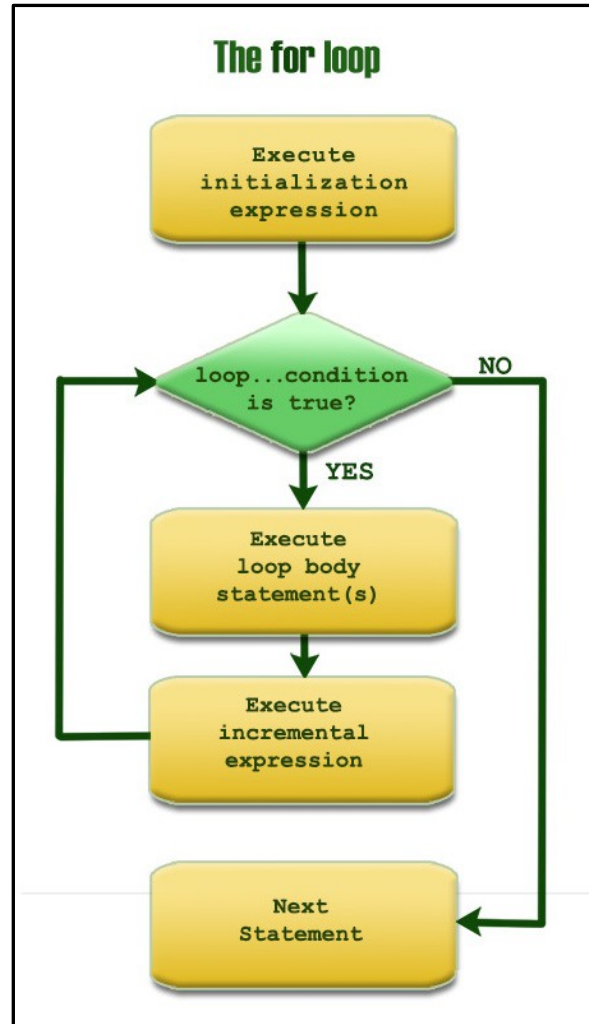 The for loop
Execute
initialization
expression
loop...condition
is true?
NO
YES
Execute
loop body
statement(s)
Execute
incremental
expression
Next
Statement